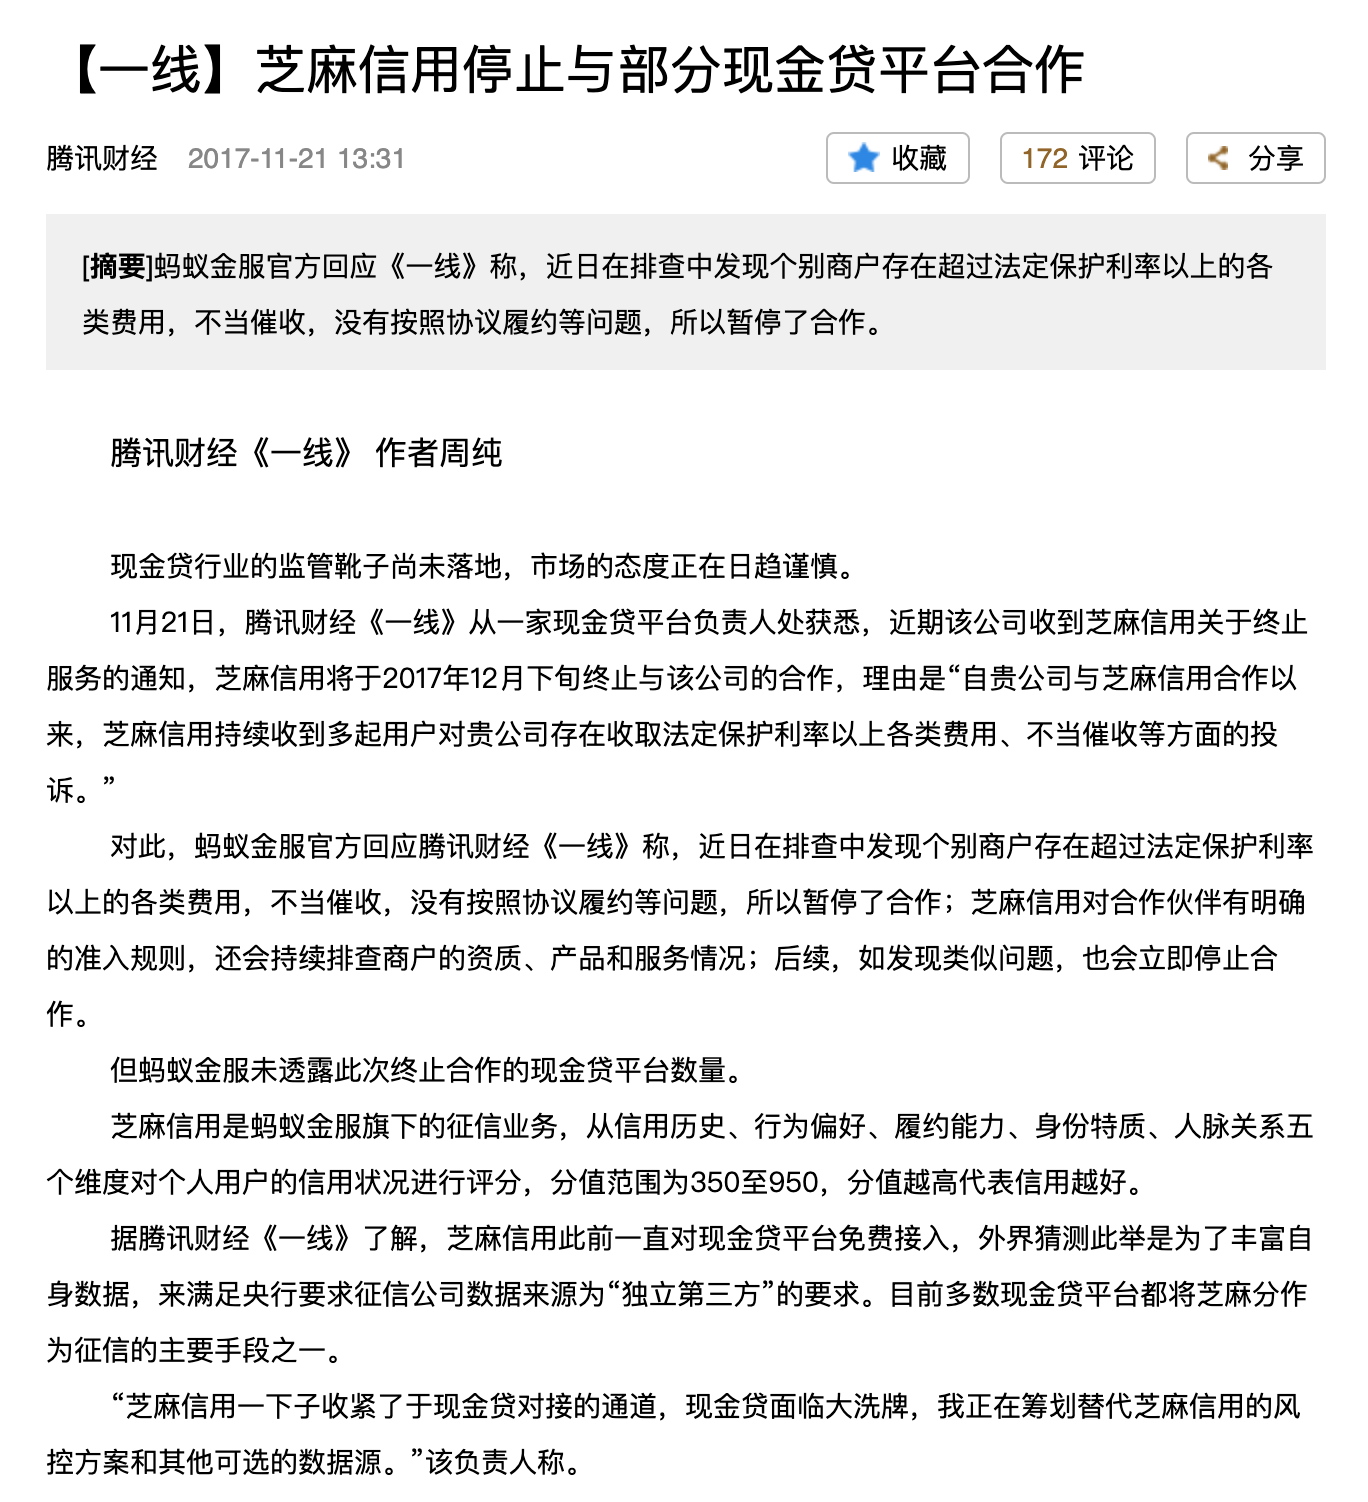 【一线】芝麻信用停止与部分现金贷平台合作
腾讯财经 2017-11-21 13:31 收藏 172 评论 分享
[摘要]蚂蚁金服官方回应《一线》称，近日在排查中发现个别商户存在超过法定保护利率以上的各
类费用，不当催收，没有按照协议履约等问题，所以暂停了合作。
腾讯财经《一线》 作者周纯
现金贷行业的监管靴子尚未落地，市场的态度正在日趋谨慎。
11月21日，腾讯财经《一线》从一家现金贷平台负责人处获悉，近期该公司收到芝麻信用关于终止
服务的通知，芝麻信用将于2017年12月下旬终止与该公司的合作，理由是“自贵公司与芝麻信用合作以
来，芝麻信用持续收到多起用户对贵公司存在收取法定保护利率以上各类费用、不当催收等方面的投
诉。”
对此，蚂蚁金服官方回应腾讯财经《一线》称，近日在排查中发现个别商户存在超过法定保护利率
以上的各类费用，不当催收，没有按照协议履约等问题，所以暂停了合作；芝麻信用对合作伙伴有明确
的准入规则，还会持续排查商户的资质、产品和服务情况；后续，如发现类似问题，也会立即停止合
作。
但蚂蚁金服未透露此次终止合作的现金贷平台数量。
芝麻信用是蚂蚁金服旗下的征信业务，从信用历史、行为偏好、履约能力、身份特质、人脉关系五
个维度对个人用户的信用状况进行评分，分值范围为350至950，分值越高代表信用越好。
据腾讯财经《一线》了解，芝麻信用此前一直对现金贷平台免费接入，外界猜测此举是为了丰富自
身数据，来满足央行要求征信公司数据来源为“独立第三方”的要求。目前多数现金贷平台都将芝麻分作
为征信的主要手段之一。
“芝麻信用一下子收紧了于现金贷对接的通道，现金贷面临大洗牌，我正在筹划替代芝麻信用的风
控方案和其他可选的数据源。”该负责人称。